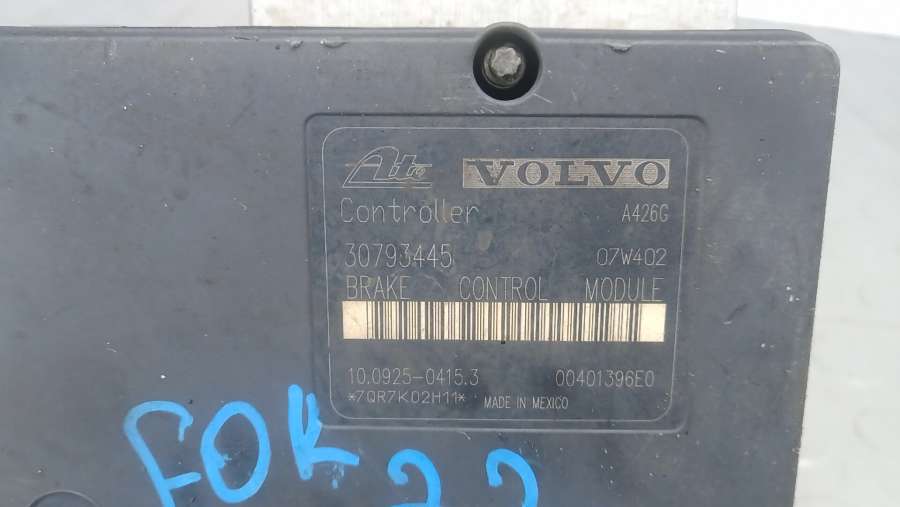 Ate VOLVO
Controller A426G
30793445 07W402
BRAKE CONTROL MODULE
10.0925-0415.3 00401396E0
*7QR7K02H11* MADE IN MEXICO
FOK
22